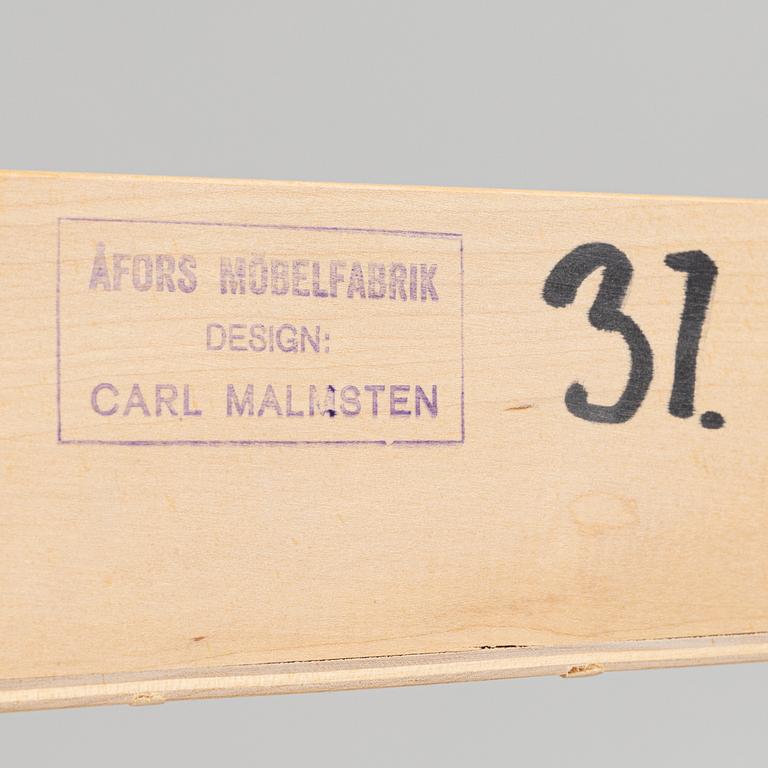 ÅFORS MÖBELFABRIK
DESIGN:
CARL MALMSTEN
31.